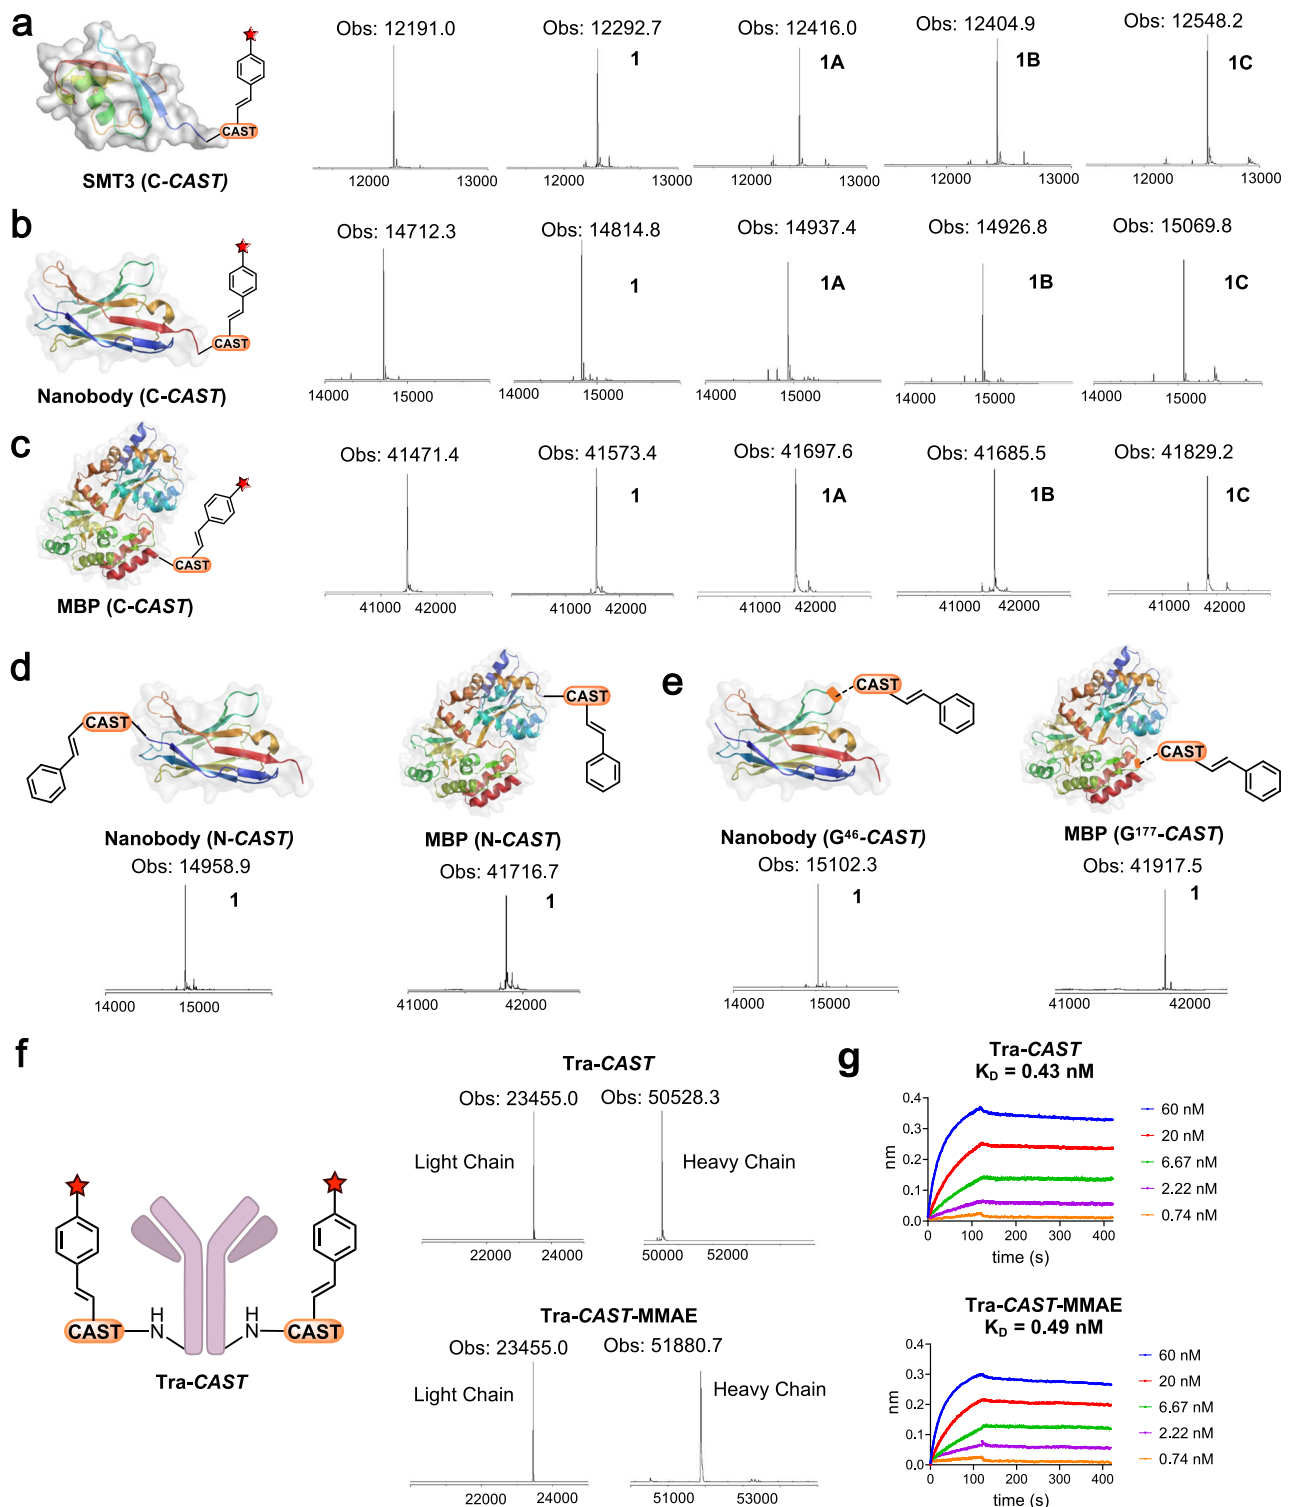 a
CAST
SMT3 (C-CAST)
Obs: 12191.0
12000
13000
Obs: 12292.7
1
12000
13000
Obs: 12416.0
1A
12000
13000
Obs: 12404.9
1B
12000
13000
Obs: 12548.2
1C
12000
13000
b
CAST
Nanobody (C-CAST)
Obs: 14712.3
14000
15000
Obs: 14814.8
1
14000
15000
Obs: 14937.4
1A
14000
15000
Obs: 14926.8
1B
14000
15000
Obs: 15069.8
1C
14000
15000
c
CAST
MBP (C-CAST)
Obs: 41471.4
41000
42000
Obs: 41573.4
1
41000
42000
Obs: 41697.6
1A
41000
42000
Obs: 41685.5
1B
41000
42000
Obs: 41829.2
1C
41000
42000
d
CAST
Nanobody (N-CAST)
Obs: 14958.9
1
14000
15000
CAST
MBP (N-CAST)
Obs: 41716.7
1
41000
42000
e
CAST
Nanobody (G⁴⁶-CAST)
Obs: 15102.3
1
14000
15000
CAST
MBP (G¹⁷⁷-CAST)
Obs: 41917.5
1
41000
42000
f
CAST
H
N
H
N
CAST
Tra-CAST
Tra-CAST
Obs: 23455.0
Light Chain
22000
24000
Obs: 50528.3
Heavy Chain
50000
52000
Tra-CAST-MMAE
Obs: 23455.0
Light Chain
22000
24000
Obs: 51880.7
Heavy Chain
51000
53000
g
Tra-CAST
K_D = 0.43 nM
nm
0.4
0.3
0.2
0.1
0.0
0
100
200
300
400
time (s)
60 nM
20 nM
6.67 nM
2.22 nM
0.74 nM
Tra-CAST-MMAE
K_D = 0.49 nM
nm
0.4
0.3
0.2
0.1
0.0
0
100
200
300
400
time (s)
60 nM
20 nM
6.67 nM
2.22 nM
0.74 nM